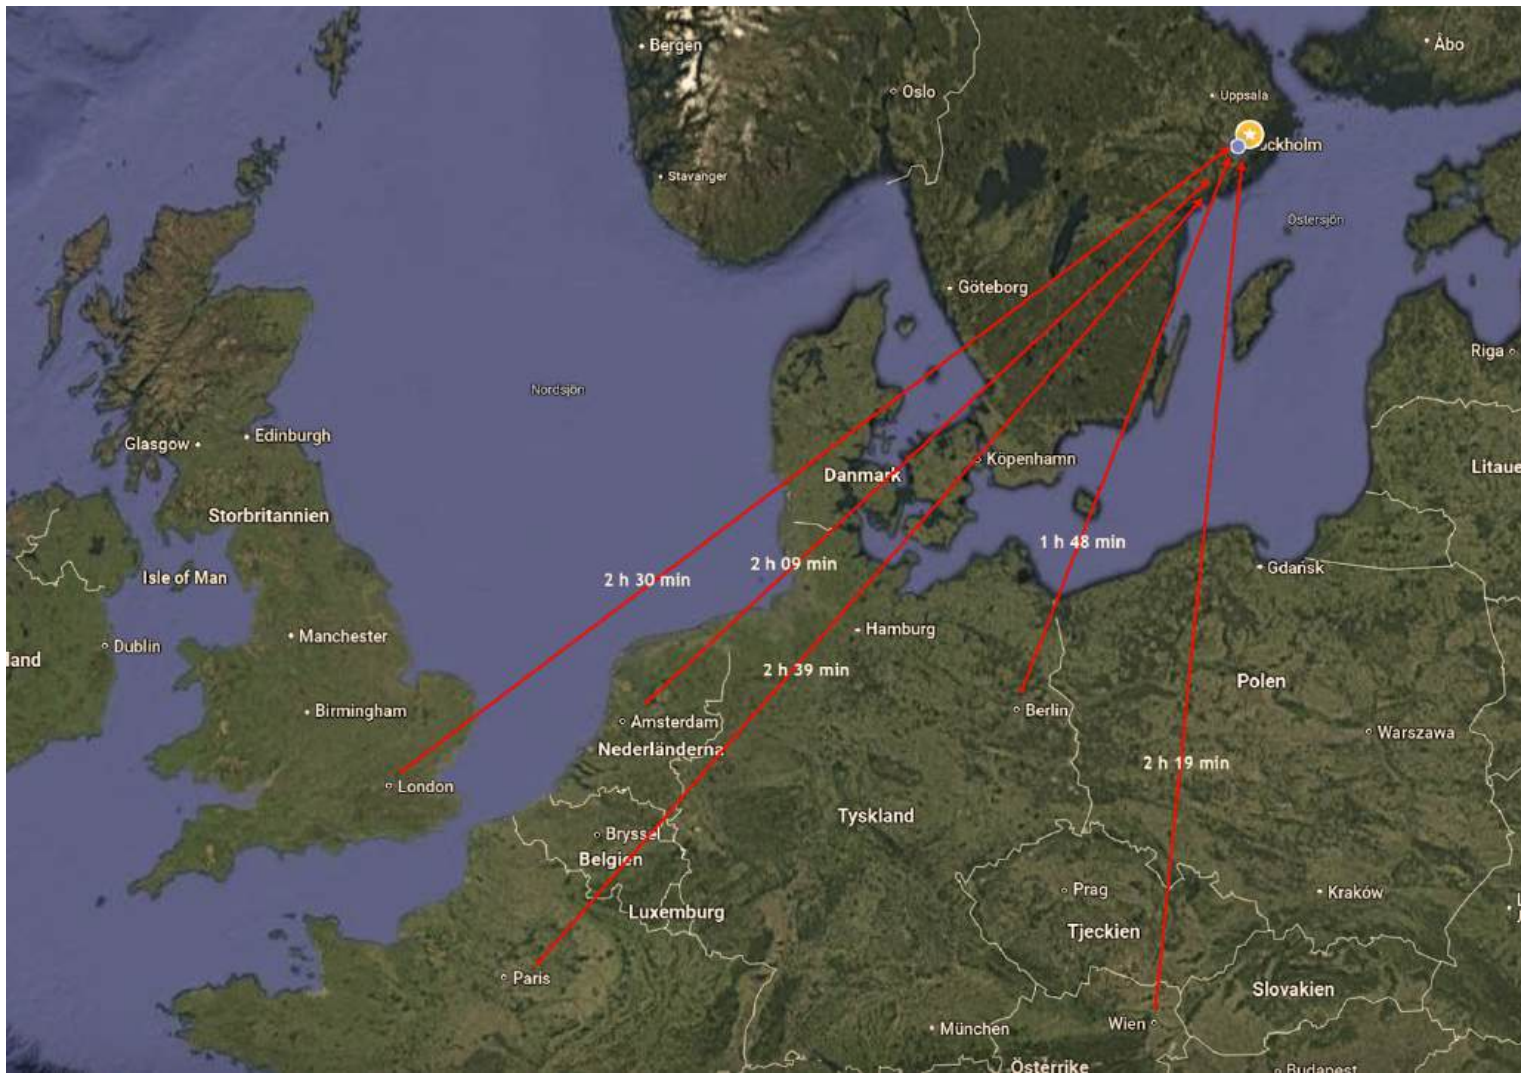 Bergen
Oslo
Åbo
Uppsala
ockholm
Stavanger
Östersjön
Göteborg
Riga
Nordsjön
Glasgow
Edinburgh
Köpenhamn
Danmark
Litaue
Storbritannien
1 h 48 min
2 h 09 min
Gdańsk
Isle of Man
2 h 30 min
Hamburg
Manchester
Dublin
land
2 h 39 min
Polen
Birmingham
Berlin
Amsterdam
Warszawa
Nederländerna
2 h 19 min
London
Tyskland
Bryssel
Belgien
Prag
Kraków
Luxemburg
Tjeckien
Paris
Slovakien
Wien
München
Österrike
Budapest